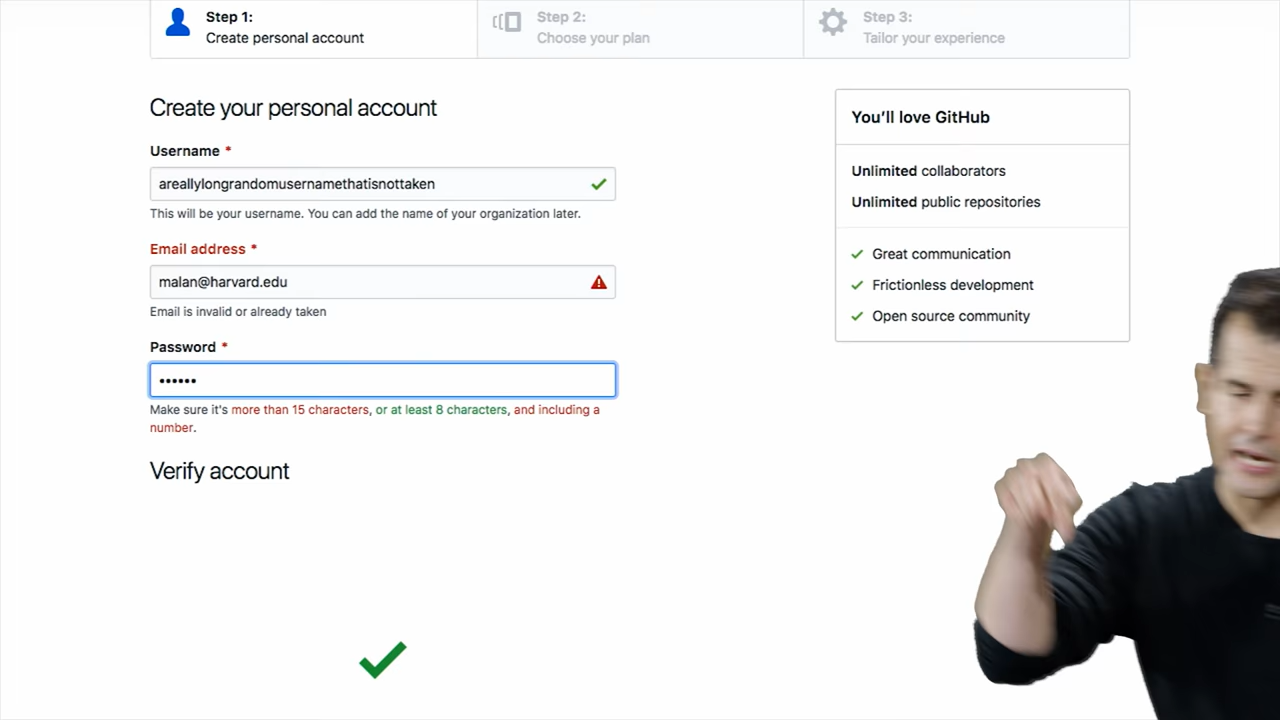 Step 1:
Create personal account
Step 2:
Choose your plan
Step 3:
Tailor your experience
Create your personal account
Username *
areallylongrandomusernamethatisnottaken
This will be your username. You can add the name of your organization later.
Email address *
malan@harvard.edu
Email is invalid or already taken
Password *
••••••
Make sure it's more than 15 characters, or at least 8 characters, and including a
number.
Verify account
You'll love GitHub
Unlimited collaborators
Unlimited public repositories
Great communication
Frictionless development
Open source community